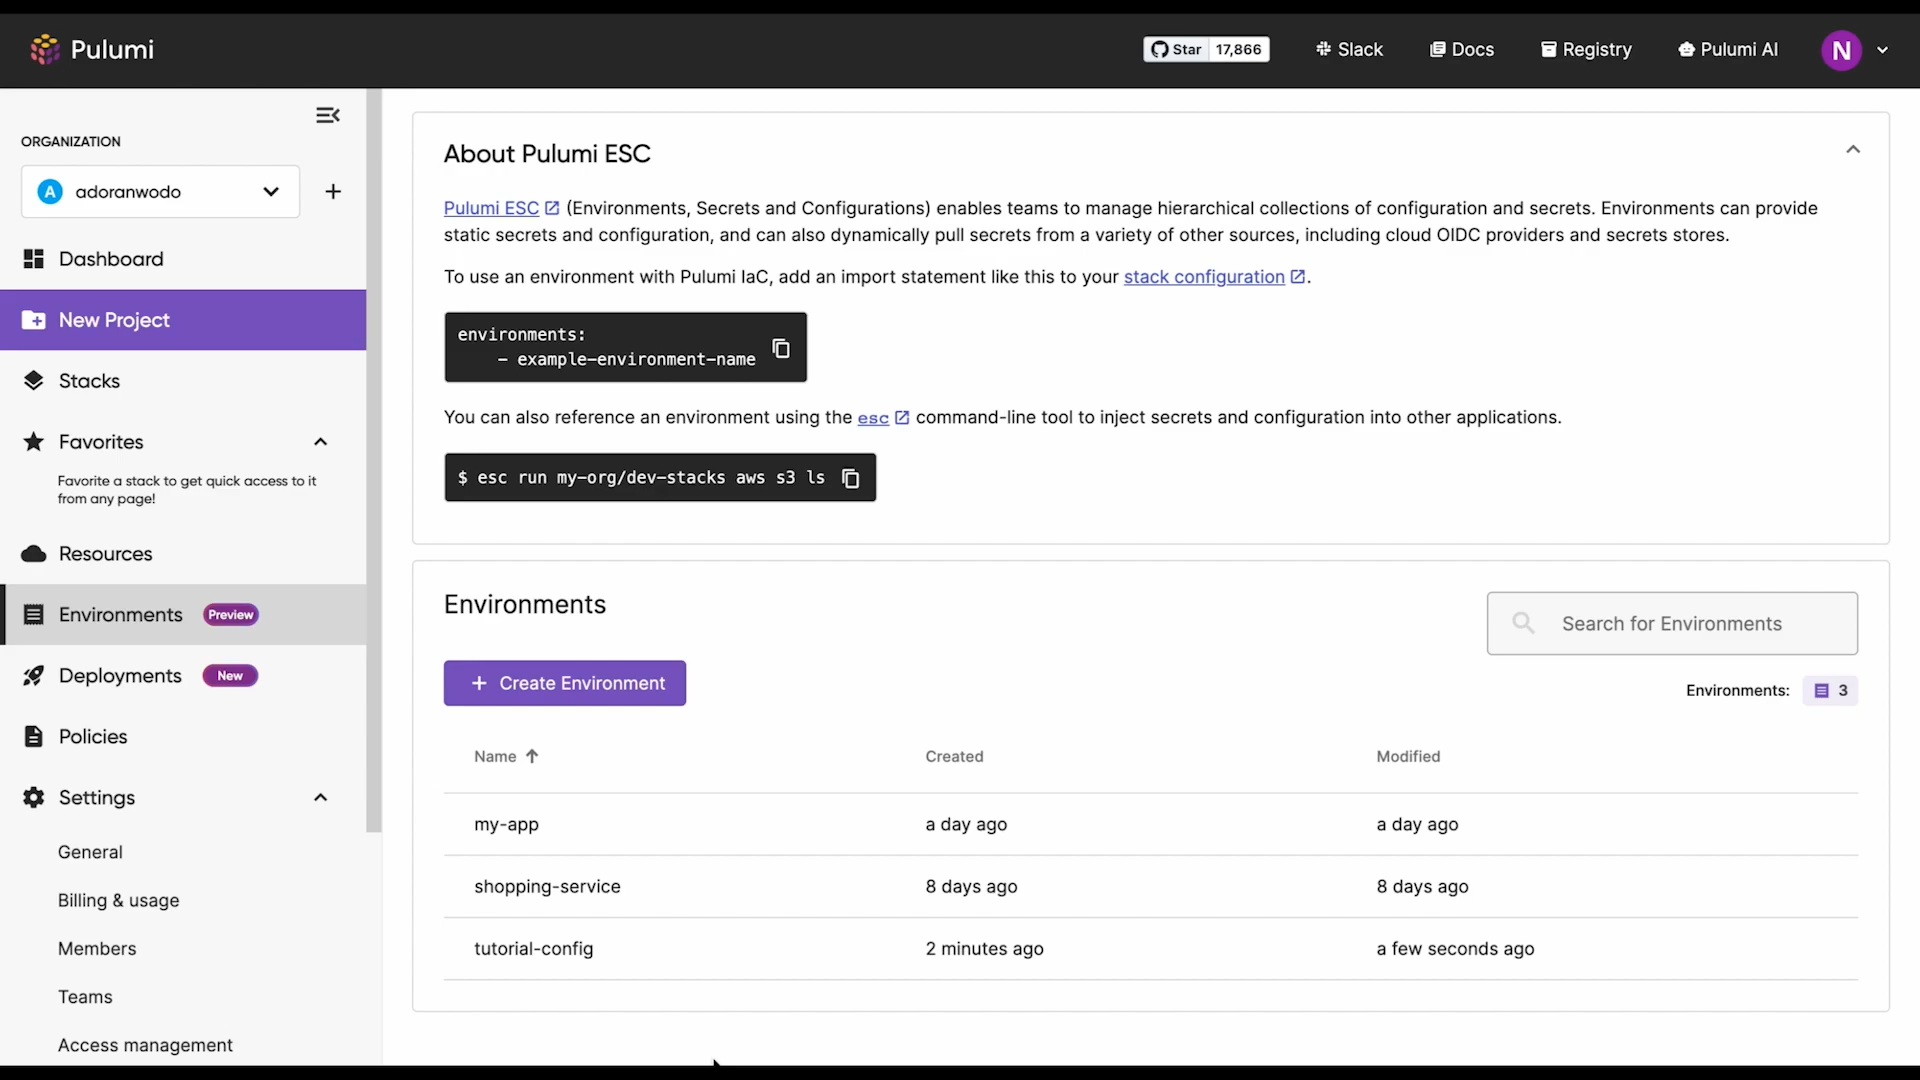 Pulumi
Star 17,866
Slack
Docs
Registry
Pulumi AI
N
ORGANIZATION
A adoranwodo
Dashboard
New Project
Stacks
Favorites
Favorite a stack to get quick access to it
from any page!
Resources
Environments Preview
Deployments New
Policies
Settings
General
Billing & usage
Members
Teams
Access management
About Pulumi ESC
Pulumi ESC (Environments, Secrets and Configurations) enables teams to manage hierarchical collections of configuration and secrets. Environments can provide
static secrets and configuration, and can also dynamically pull secrets from a variety of other sources, including cloud OIDC providers and secrets stores.
To use an environment with Pulumi IaC, add an import statement like this to your stack configuration.
environments:
- example-environment-name
You can also reference an environment using the esc command-line tool to inject secrets and configuration into other applications.
$ esc run my-org/dev-stacks aws s3 ls
Environments
Search for Environments
+ Create Environment
Environments: 3
Name Created Modified
my-app a day ago a day ago
shopping-service 8 days ago 8 days ago
tutorial-config 2 minutes ago a few seconds ago